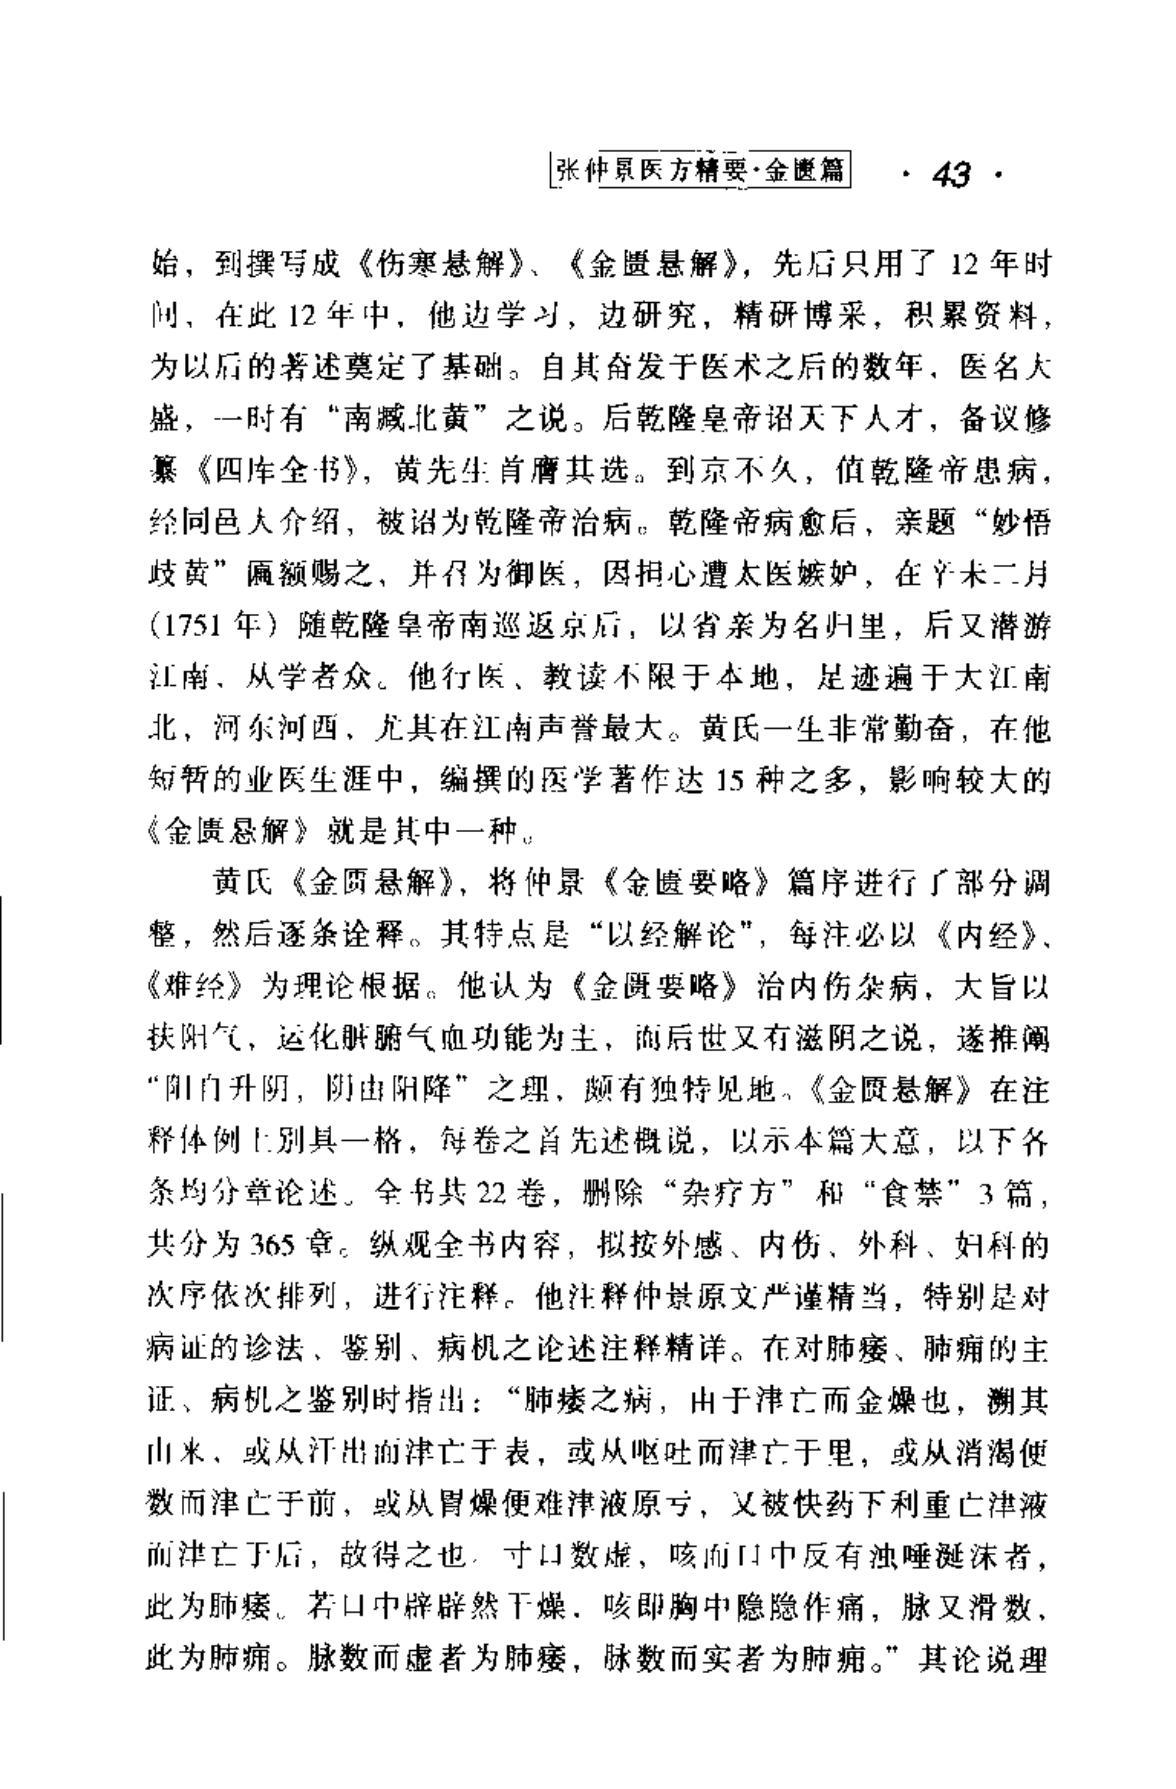 张仲景医方精要·金匮篇 · 43 ·
始，到撰写成《伤寒悬解》、《金匮悬解》，先后只用了 12 年时
间，在此 12 年中，他边学习，边研究，精研博采，积累资料，
为以后的著述奠定了基础。自其奋发于医术之后的数年，医名大
盛，一时有“南臧北黄”之说。后乾隆皇帝诏天下人才，备议修
纂《四库全书》，黄先生首膺其选。到京不久，值乾隆帝患病，
经同邑人介绍，被诏为乾隆帝治病。乾隆帝病愈后，亲题“妙悟
歧黄”匾额赐之，并召为御医，因担心遭太医嫉妒，在辛未二月
(1751 年）随乾隆皇帝南巡返京后，以省亲为名归里，后又潜游
江南，从学者众。他行医、教读不限于本地，足迹遍于大江南
北，河东河西，尤其在江南声誉最大。黄氏一生非常勤奋，在他
短暂的业医生涯中，编撰的医学著作达 15 种之多，影响较大的
《金匮悬解》就是其中一种。
黄氏《金匮悬解》，将仲景《金匮要略》篇序进行了部分调
整，然后逐条诠释。其特点是“以经解论”，每注必以《内经》、
《难经》为理论根据。他认为《金匮要略》治内伤杂病，大旨以
扶阳气，运化脏腑气血功能为主，而后世又有滋阴之说，遂推阐
“阳自升阴，阴由阳降”之理，颇有独特见地。《金匮悬解》在注
释体例上别具一格，每卷之首先述概说，以示本篇大意，以下各
条均分章论述。全书共 22 卷，删除“杂疗方”和“食禁”3 篇，
共分为 365 章。纵观全书内容，拟按外感、内伤、外科、妇科的
次序依次排列，进行注释。他注释仲景原文严谨精当，特别是对
病证的诊法、鉴别、病机之论述注释精详。在对肺痿、肺痈的主
证、病机之鉴别时指出：“肺痿之病，由于津亡而金燥也，溯其
由来，或从汗出而津亡于表，或从呕吐而津亡于里，或从消渴便
数而津亡于前，或从胃燥便难津液原亏，又被快药下利重亡津液
而津亡于后，故得之也。寸口数虚，咳而口中反有浊唾涎沫者，
此为肺痿。若口中辟辟然干燥，咳即胸中隐隐作痛，脉又滑数，
此为肺痈。脉数而虚者为肺痿，脉数而实者为肺痈。”其论说理